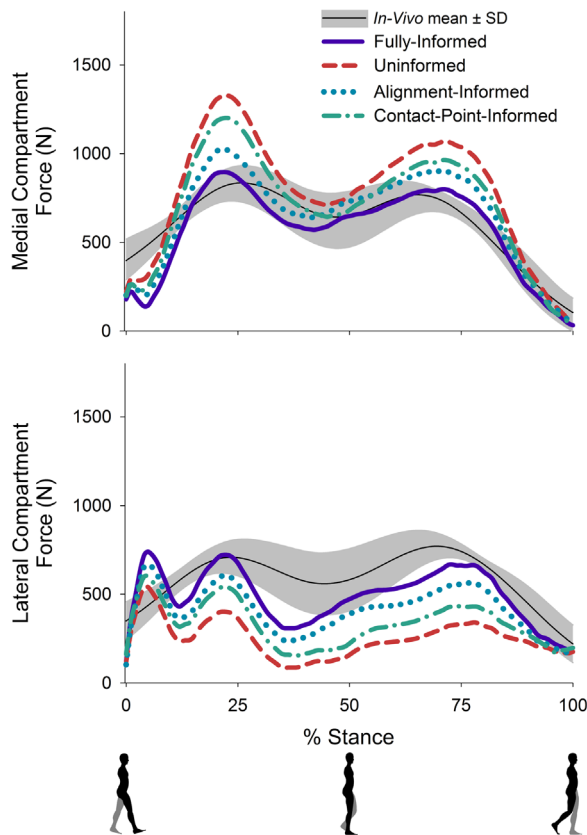 In-Vivo mean ± SD
Fully-Informed
Uninformed
Alignment-Informed
Contact-Point-Informed
Medial Compartment
Force (N)
1500
1000
500
0
Lateral Compartment
Force (N)
1500
1000
500
0
0 25 50 75 100
% Stance